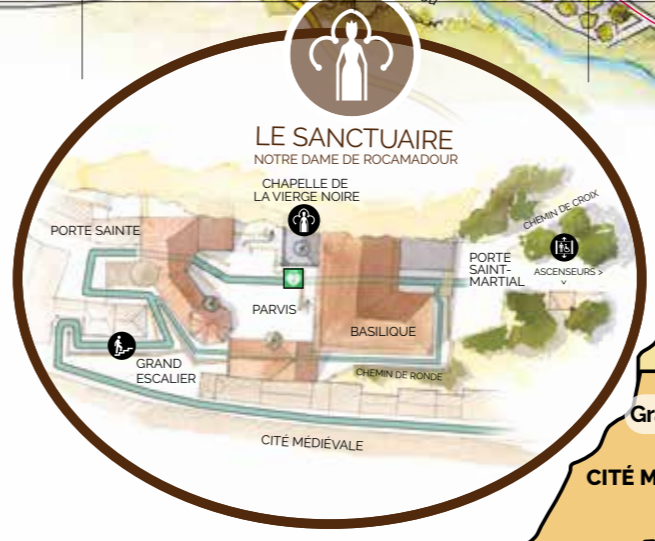 LE SANCTUAIRE
NOTRE DAME DE ROCAMADOUR
CHAPELLE DE
LA VIERGE NOIRE
PORTE SAINTE
CHEMIN DE CROIX
PORTE
SAINT-
MARTIAL
ASCENSEURS >
v
PARVIS
BASILIQUE
GRAND
ESCALIER
CHEMIN DE RONDE
CITÉ MÉDIÉVALE
Gra
CITÉ M